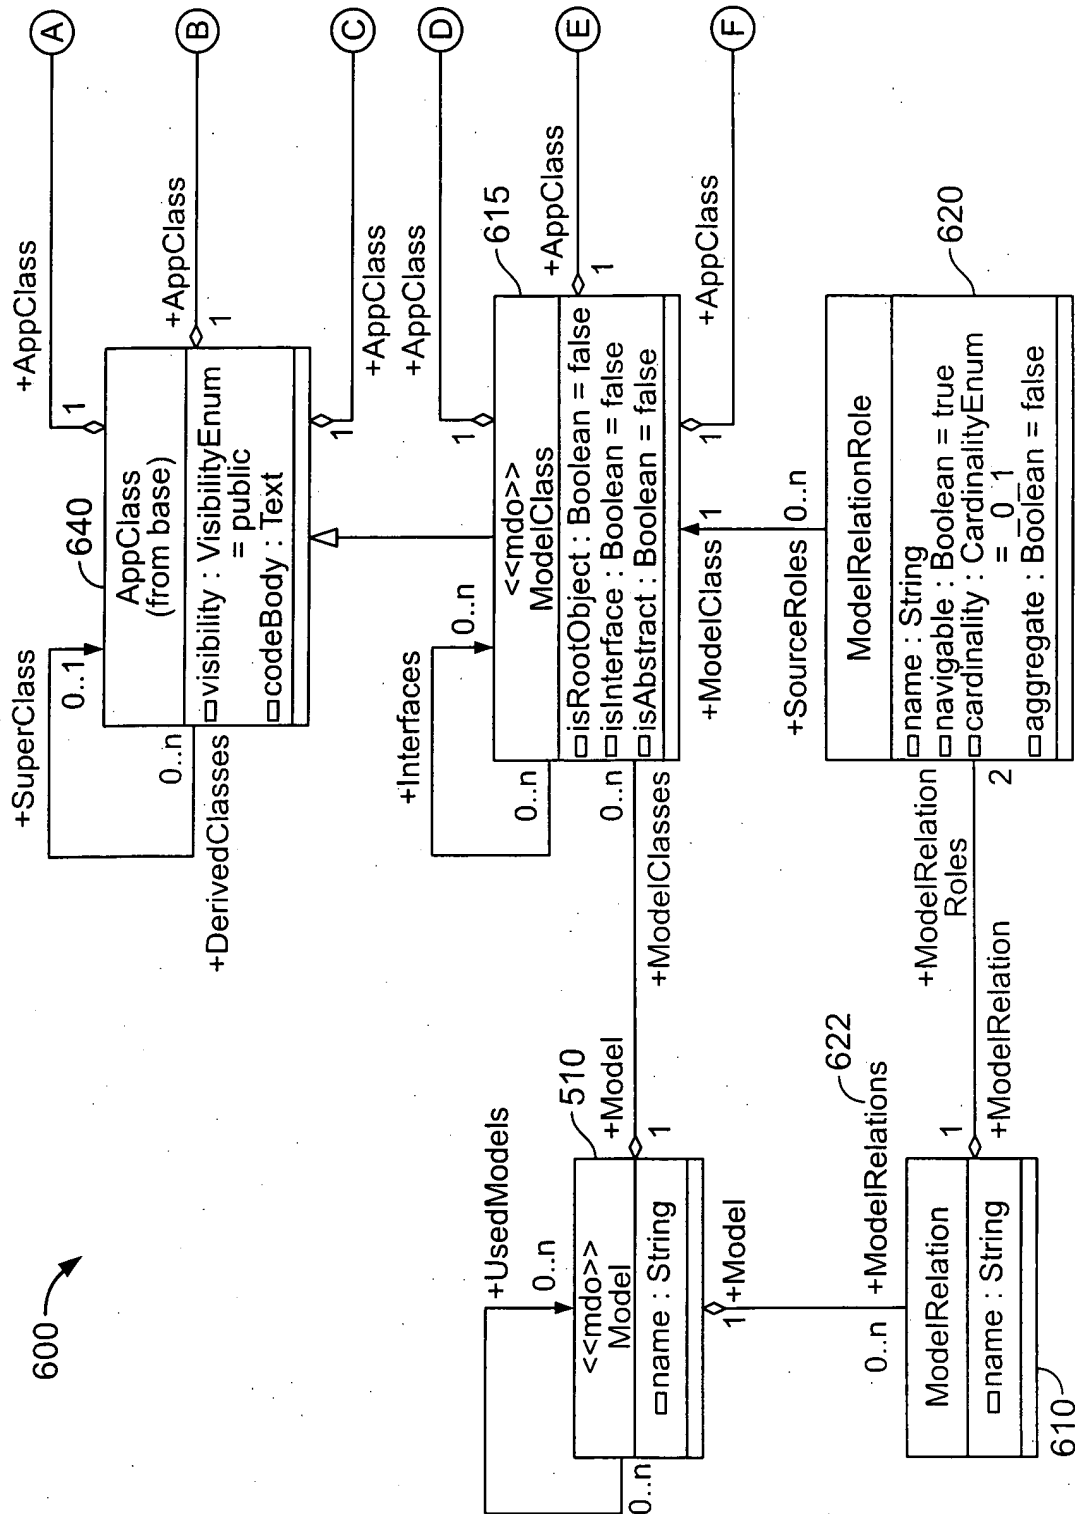 600
+SuperClass
0..1
640
AppClass
(from base)
visibility : VisibilityEnum
= public
codeBody : Text
0..n
+DerivedClasses
1
+AppClass
A
1
+AppClass
B
1
+AppClass
C
+Interfaces
0..n
0..n
<<mdo>>
ModelClass
isRootObject : Boolean = false
isInterface : Boolean = false
isAbstract : Boolean = false
615
1
+AppClass
D
1
+AppClass
E
1
+AppClass
F
0..n
+ModelClasses
+Model
1
+UsedModels
0..n
510
<<mdo>>
Model
name : String
0..n
1
+Model
+ModelRelations
622
0..n
ModelRelation
name : String
610
1
+ModelRelation
+ModelRelation
Roles
2
+ModelClass
1
+SourceRoles
0..n
ModelRelationRole
name : String
navigable : Boolean = true
cardinality : CardinalityEnum
= _0_1
aggregate : Boolean = false
620